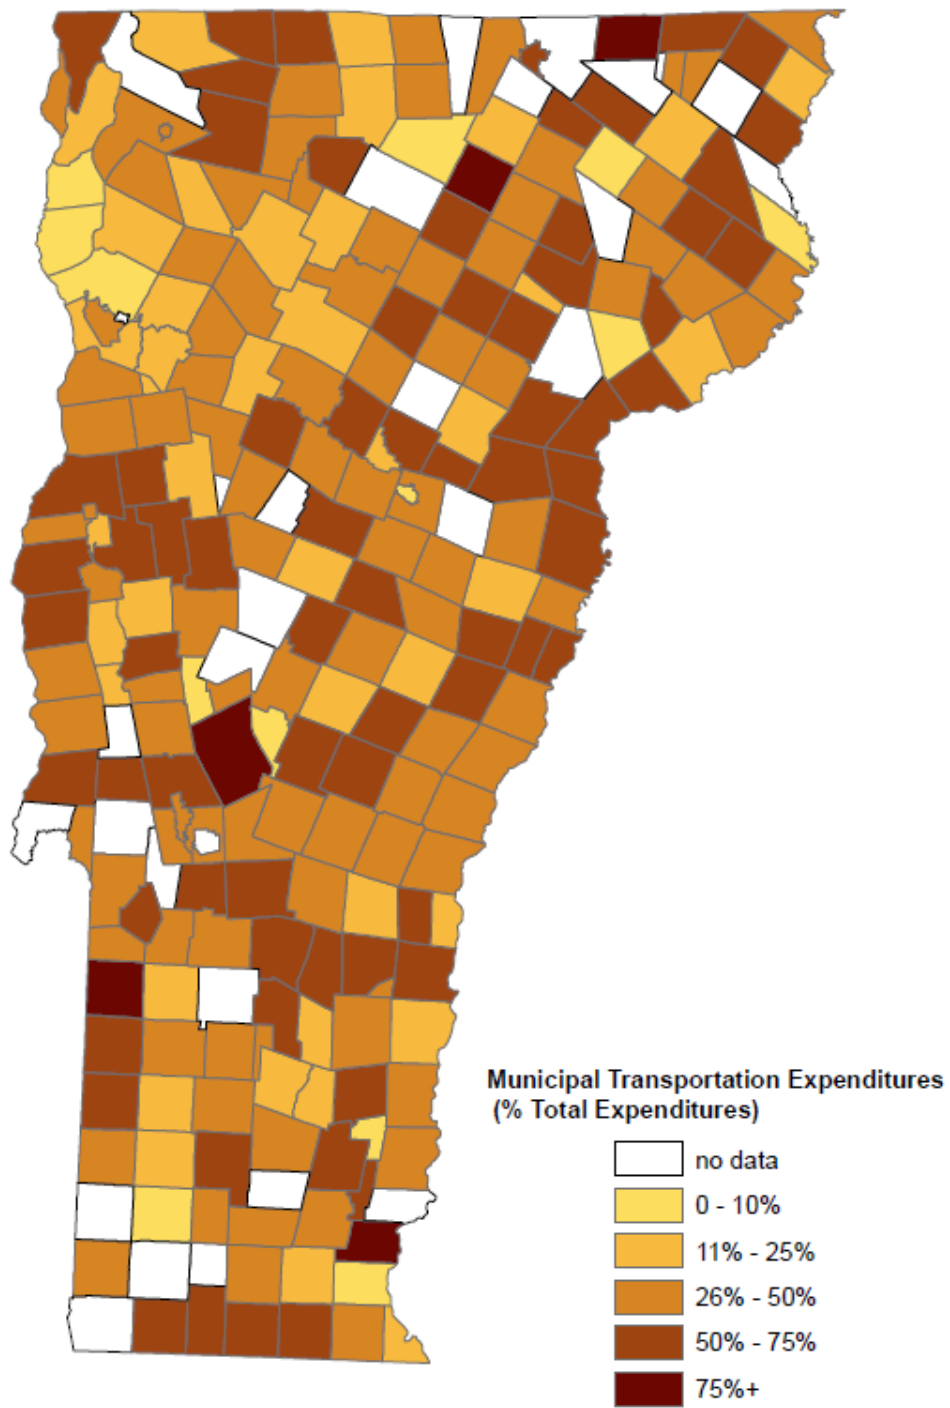 Municipal Transportation Expenditures
(% Total Expenditures)
no data
0 - 10%
11% - 25%
26% - 50%
50% - 75%
75%+